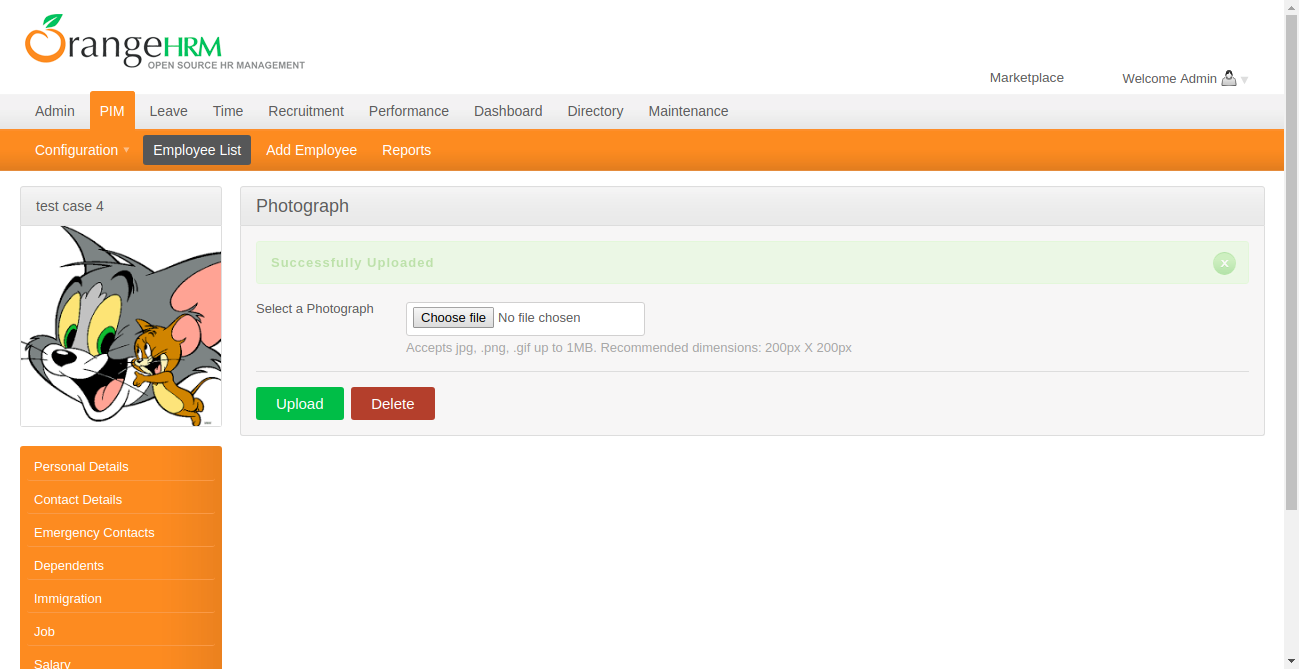 OrangeHRM
OPEN SOURCE HR MANAGEMENT
Marketplace
Welcome Admin
Admin PIM Leave Time Recruitment Performance Dashboard Directory Maintenance
Configuration Employee List Add Employee Reports
test case 4
Photograph
Successfully Uploaded
x
Select a Photograph
Choose file No file chosen
Accepts jpg, .png, .gif up to 1MB. Recommended dimensions: 200px X 200px
Upload Delete
Personal Details
Contact Details
Emergency Contacts
Dependents
Immigration
Job
Salary